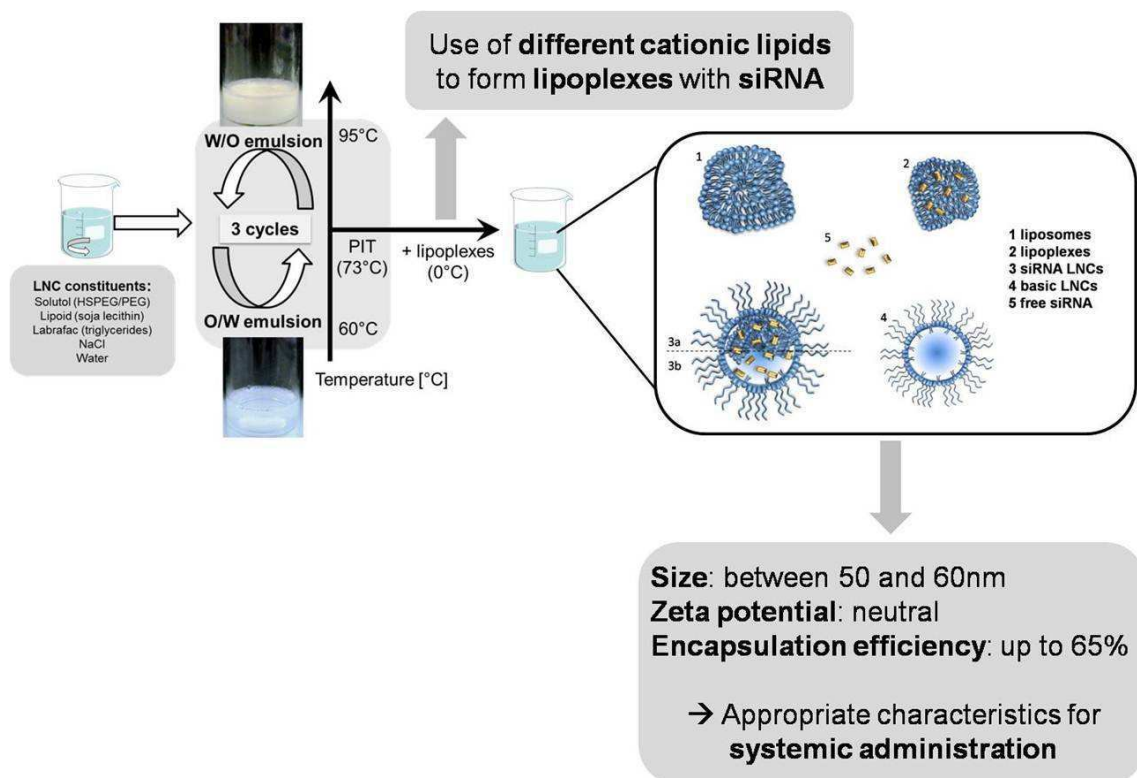 Use of different cationic lipids
to form lipoplexes with siRNA
W/O emulsion
95°C
3 cycles
PIT
(73°C)
+ lipoplexes
(0°C)
O/W emulsion
60°C
Temperature [°C]
LNC constituents:
Solutol (HSPEG/PEG)
Lipoid (soja lecithin)
Labrafac (triglycerides)
NaCl
Water
1
2
5
3a
3b
4
1 liposomes
2 lipoplexes
3 siRNA LNCs
4 basic LNCs
5 free siRNA
Size: between 50 and 60nm
Zeta potential: neutral
Encapsulation efficiency: up to 65%
→ Appropriate characteristics for
systemic administration